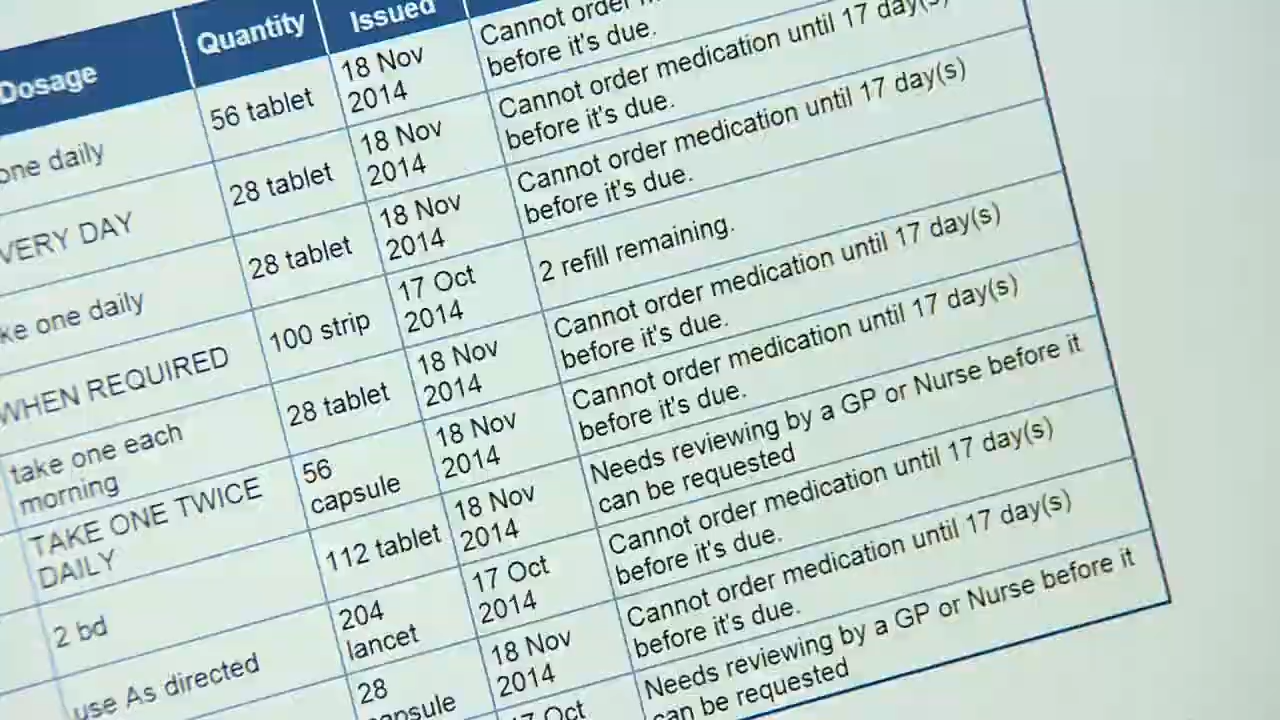 Dosage Quantity Issued
one daily 56 tablet 18 Nov
2014 Cannot order
before it's due.
VERY DAY 28 tablet 18 Nov
2014 Cannot order medication until 17 day(s)
before it's due.
ke one daily 28 tablet 18 Nov
2014 Cannot order medication until 17 day(s)
before it's due.
WHEN REQUIRED 100 strip 17 Oct
2014 2 refill remaining.
take one each
morning 28 tablet 18 Nov
2014 Cannot order medication until 17 day(s)
before it's due.
TAKE ONE TWICE
DAILY 56
capsule 18 Nov
2014 Cannot order medication until 17 day(s)
before it's due.
2 bd 112 tablet 18 Nov
2014 Needs reviewing by a GP or Nurse before it
can be requested
use As directed 204
lancet 17 Oct
2014 Cannot order medication until 17 day(s)
before it's due.
28
capsule 18 Nov
2014 Cannot order medication until 17 day(s)
before it's due.
17 Oct Needs reviewing by a GP or Nurse before it
can be requested